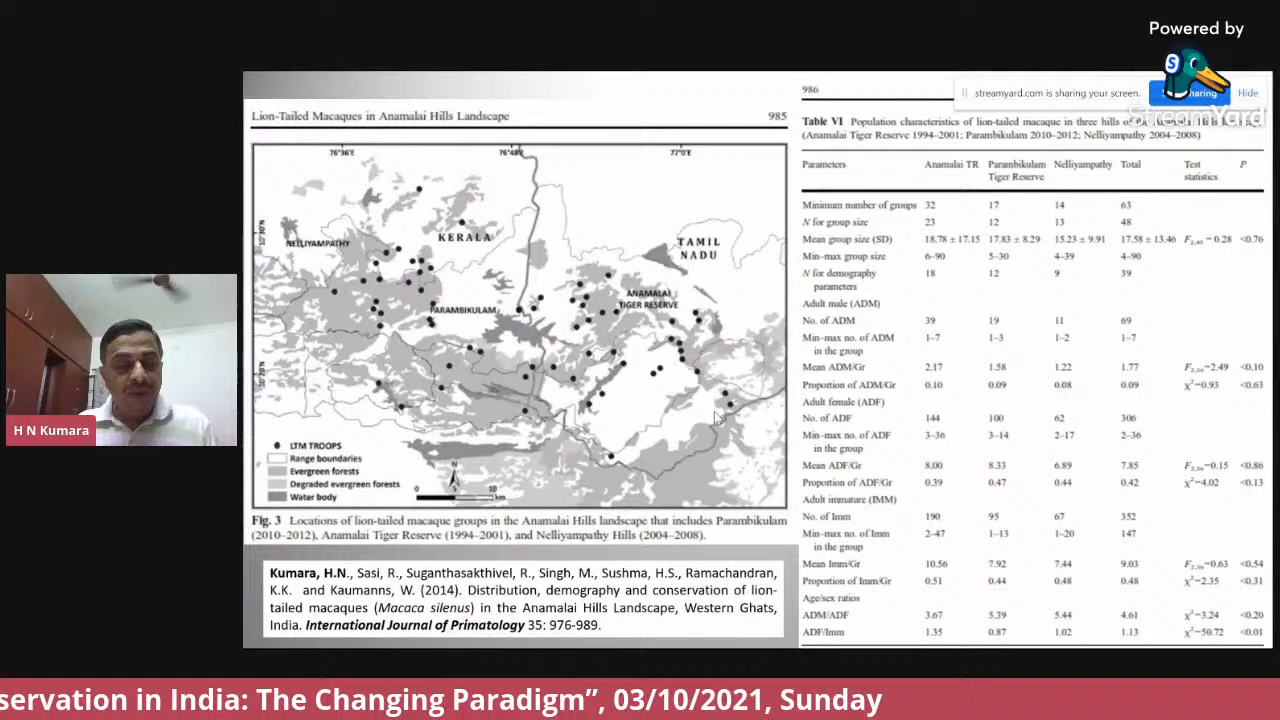 Powered by
StreamYard
streamyard.com is sharing your screen.
Hide
Lion-Tailed Macaques in Anamalai Hills Landscape 985
76°36'E 76°48'E 77°0'E
10°30'N
10°20'N
NELLIYAMPATHY
KERALA
TAMIL
NADU
PARAMBIKULAM
ANAMALAI
TIGER RESERVE
LTM TROOPS
Range boundaries
Evergreen forests
Degraded evergreen forests
Water body
N
0 5 10
km
Fig. 3 Locations of lion-tailed macaque groups in the Anamalai Hills landscape that includes Parambikulam
(2010–2012), Anamalai Tiger Reserve (1994–2001), and Nelliyampathy Hills (2004–2008).
Kumara, H.N., Sasi, R., Suganthasakthivel, R., Singh, M., Sushma, H.S., Ramachandran,
K.K. and Kaumanns, W. (2014). Distribution, demography and conservation of lion-
tailed macaques (Macaca silenus) in the Anamalai Hills Landscape, Western Ghats,
India. International Journal of Primatology 35: 976-989.
986
Table VI Population characteristics of lion-tailed macaque in three hills of
(Anamalai Tiger Reserve 1994–2001; Parambikulam 2010–2012; Nelliyampathy 2004–2008)
Parameters Anamalai TR Parambikulam Nelliyampathy Total Test P
Tiger Reserve statistics
Minimum number of groups 32 17 14 63
N for group size 23 12 13 48
Mean group size (SD) 18.78 ± 17.15 17.83 ± 8.29 15.23 ± 9.91 17.58 ± 13.46 F2,45 = 0.28 <0.76
Min–max group size 6–90 5–30 4–39 4–90
N for demography 18 12 9 39
parameters
Adult male (ADM)
No. of ADM 39 19 11 69
Min–max no. of ADM 1–7 1–3 1–2 1–7
in the group
Mean ADM/Gr 2.17 1.58 1.22 1.77 F2,36=2.49 <0.10
Proportion of ADM/Gr 0.10 0.09 0.08 0.09 χ²=0.93 <0.63
Adult female (ADF)
No. of ADF 144 100 62 306
Min–max no. of ADF 3–36 3–14 2–17 2–36
in the group
Mean ADF/Gr 8.00 8.33 6.89 7.85 F2,36=0.15 <0.86
Proportion of ADF/Gr 0.39 0.47 0.44 0.42 χ²=4.02 <0.13
Adult immature (IMM)
No. of Imm 190 95 67 352
Min–max no. of Imm 2–47 1–13 1–20 147
in the group
Mean Imm/Gr 10.56 7.92 7.44 9.03 F2,36=0.63 <0.54
Proportion of Imm/Gr 0.51 0.44 0.48 0.48 χ²=2.35 <0.31
Age/sex ratios
ADM/ADF 3.67 5.39 5.44 4.61 χ²=3.24 <0.20
ADF/Imm 1.35 0.87 1.02 1.13 χ²=50.72 <0.01
H N Kumara
servation in India: The Changing Paradigm”, 03/10/2021, Sunday